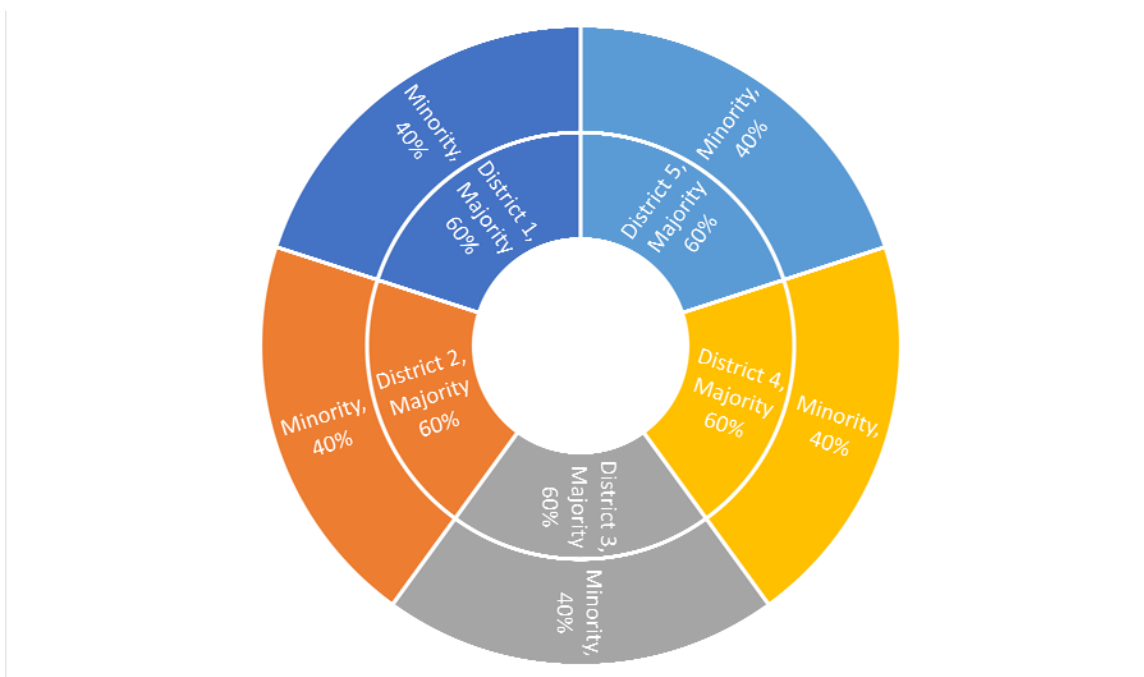 Minority,
40%
District 1,
Majority
60%
Minority,
40%
District 5,
Majority
60%
Minority,
40%
District 2,
Majority
60%
District 4,
Majority
60%
Minority,
40%
District 3,
Majority
60%
Minority,
40%